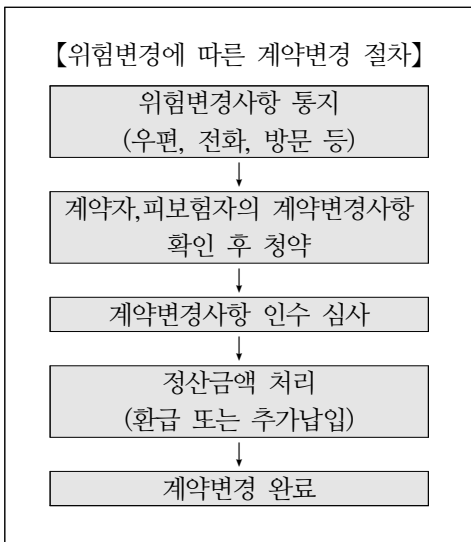 【위험변경에 따른 계약변경 절차】
위험변경사항 통지
(우편, 전화, 방문 등)
계약자,피보험자의 계약변경사항
확인 후 청약
계약변경사항 인수 심사
정산금액 처리
(환급 또는 추가납입)
계약변경 완료